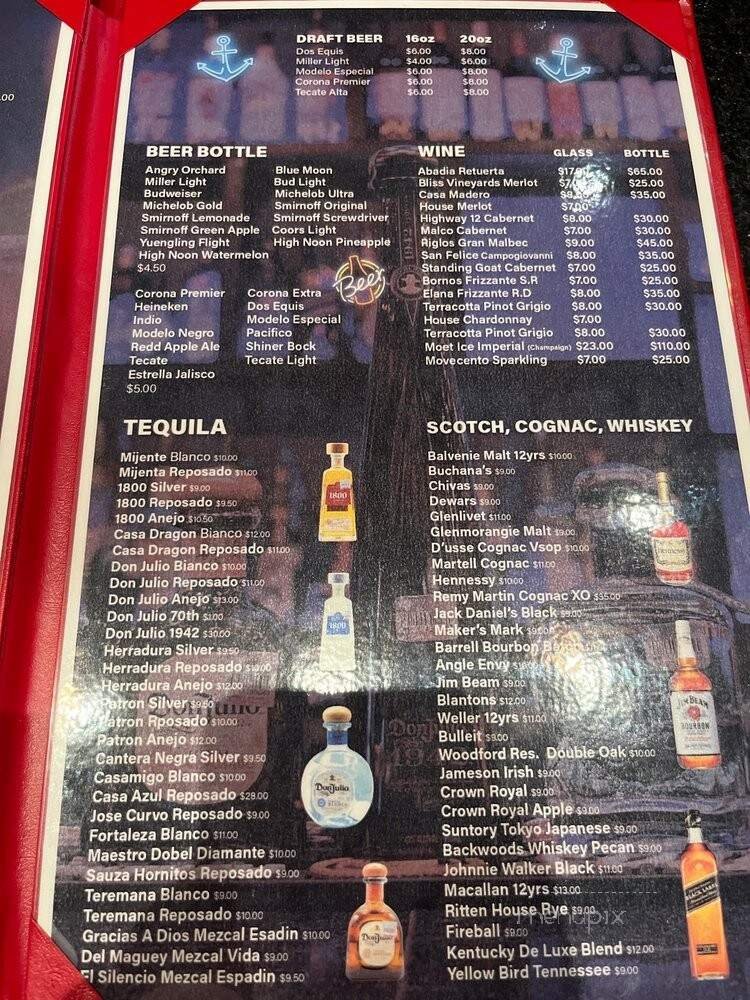 .00
DRAFT BEER 16oz 20oz
Dos Equis $6.00 $8.00
Miller Light $4.00 $6.00
Modelo Especial $6.00 $8.00
Corona Premier $6.00 $8.00
Tecate Alta $6.00 $8.00
BEER BOTTLE
Angry Orchard Blue Moon
Miller Light Bud Light
Budweiser Michelob Ultra
Michelob Gold Smirnoff Original
Smirnoff Lemonade Smirnoff Screwdriver
Smirnoff Green Apple Coors Light
Yuengling Flight High Noon Pineapple
High Noon Watermelon
$4.50
Beer
Corona Premier Corona Extra
Heineken Dos Equis
Indio Modelo Especial
Modelo Negro Pacifico
Redd Apple Ale Shiner Bock
Tecate Tecate Light
Estrella Jalisco
$5.00
WINE GLASS BOTTLE
Abadia Retuerta $65.00
Bliss Vineyards Merlot $25.00
Casa Madero $35.00
House Merlot $7.00
Highway 12 Cabernet $8.00 $30.00
Malco Cabernet $7.00 $30.00
Riglos Gran Malbec $9.00 $45.00
San Felice Campogiovanni $8.00 $35.00
Standing Goat Cabernet $7.00 $25.00
Bornos Frizzante S.R $7.00 $25.00
Elana Frizzante R.D $8.00 $35.00
Terracotta Pinot Grigio $8.00 $30.00
House Chardonnay $7.00
Terracotta Pinot Grigio $8.00 $30.00
Moet Ice Imperial (Champaign) $23.00 $110.00
Movecento Sparkling $7.00 $25.00
TEQUILA
Mijente Blanco $10.00
Mijenta Reposado $11.00
1800 Silver $9.00
1800 Reposado $9.50
1800 Anejo $10.50
Casa Dragon Bianco $12.00
Casa Dragon Reposado $11.00
Don Julio Bianco $10.00
Don Julio Reposado $11.00
Don Julio Anejo $13.00
Don Julio 70th
Don Julio 1942 $30.00
Herradura Silver $9.50
Herradura Reposado
Herradura Anejo $12.00
Patron Silver $9.50
Patron Rposado $10.00
Patron Anejo $12.00
Cantera Negra Silver $9.50
Casamigo Blanco $10.00
Casa Azul Reposado $28.00
Jose Curvo Reposado $9.00
Fortaleza Blanco $11.00
Maestro Dobel Diamante $10.00
Sauza Hornitos Reposado $9.00
Teremana Blanco $9.00
Teremana Reposado $10.00
Gracias A Dios Mezcal Esadin $10.00
Del Maguey Mezcal Vida $9.00
El Silencio Mezcal Espadin $9.50
1800
1800
Don Julio
Don Julio
SCOTCH, COGNAC, WHISKEY
Balvenie Malt 12yrs $10.00
Buchana's $9.00
Chivas $9.00
Dewars $9.00
Glenlivet $11.00
Glenmorangie Malt $9.00
D'usse Cognac Vsop $10.00
Martell Cognac $11.00
Hennessy $10.00
Remy Martin Cognac XO $35.00
Jack Daniel's Black $9.00
Maker's Mark $9.00
Barrell Bourbon
Angle Envy
Jim Beam $9.00
Blantons $12.00
Weller 12yrs $11.00
Bulleit $9.00
Woodford Res. Double Oak $10.00
Jameson Irish $9.00
Crown Royal $9.00
Crown Royal Apple $9.00
Suntory Tokyo Japanese $9.00
Backwoods Whiskey Pecan $9.00
Johnnie Walker Black $11.00
Macallan 12yrs $13.00
Ritten House Rye $9.00
Fireball $9.00
Kentucky De Luxe Blend $12.00
Yellow Bird Tennessee $9.00
Hennessy
JIM BEAM
BOURBON
BLACK LABEL
menupix